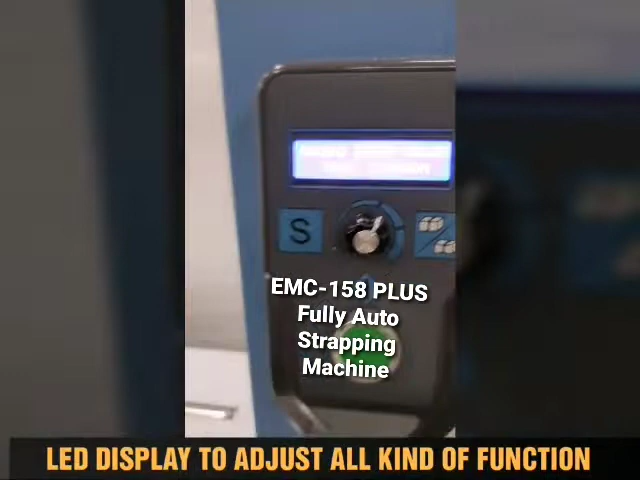 S
EMC-158 PLUS
Fully Auto
Strapping
Machine
LED DISPLAY TO ADJUST ALL KIND OF FUNCTION